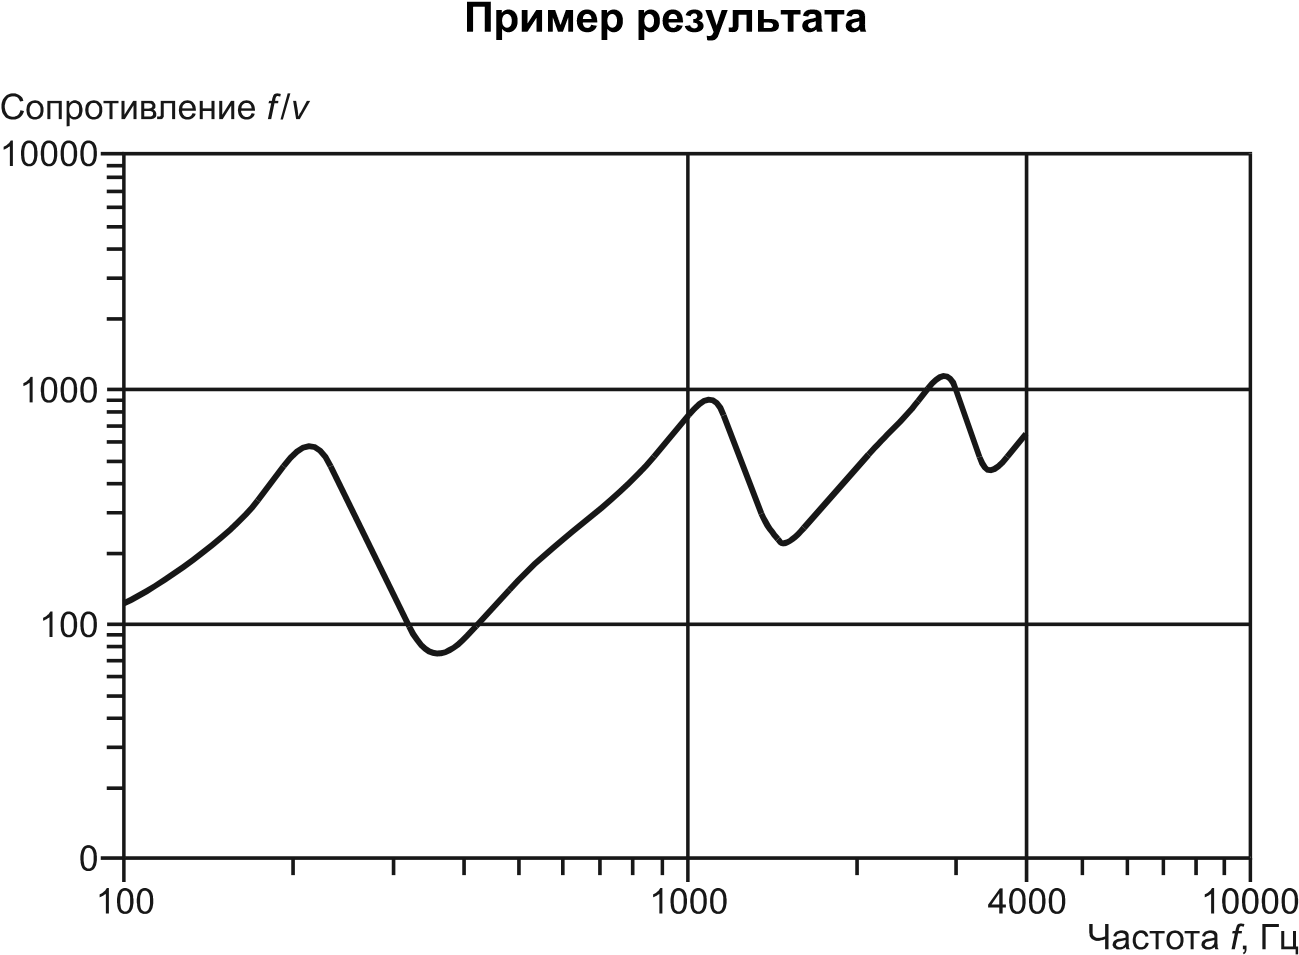 Пример результата
Сопротивление f/v
10000
1000
100
0
100 1000 4000 10000
Частота f, Гц